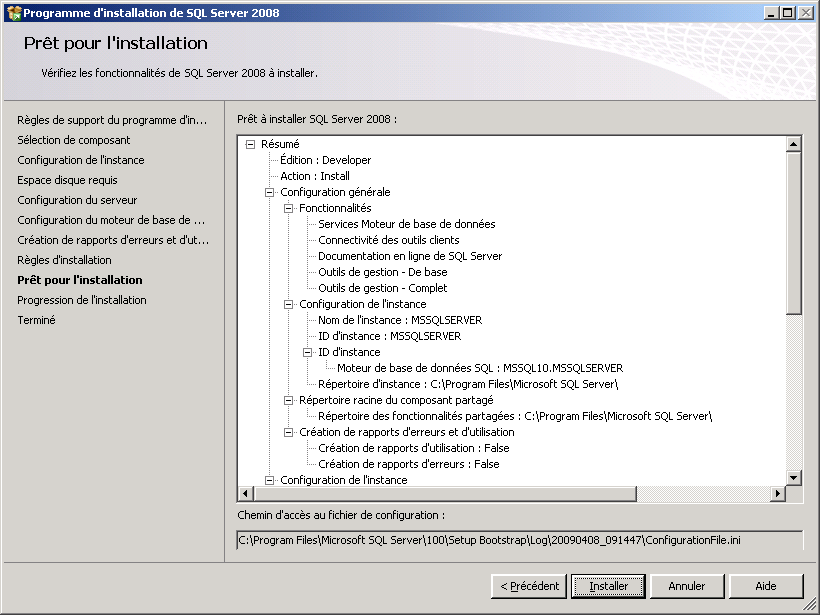 Programme d'installation de SQL Server 2008
Prêt pour l'installation
Vérifiez les fonctionnalités de SQL Server 2008 à installer.
Règles de support du programme d'in...
Sélection de composant
Configuration de l'instance
Espace disque requis
Configuration du serveur
Configuration du moteur de base de ...
Création de rapports d'erreurs et d'ut...
Règles d'installation
Prêt pour l'installation
Progression de l'installation
Terminé
Prêt à installer SQL Server 2008 :
Résumé
Édition : Developer
Action : Install
Configuration générale
Fonctionnalités
Services Moteur de base de données
Connectivité des outils clients
Documentation en ligne de SQL Server
Outils de gestion - De base
Outils de gestion - Complet
Configuration de l'instance
Nom de l'instance : MSSQLSERVER
ID d'instance : MSSQLSERVER
ID d'instance
Moteur de base de données SQL : MSSQL10.MSSQLSERVER
Répertoire d'instance : C:\Program Files\Microsoft SQL Server\
Répertoire racine du composant partagé
Répertoire des fonctionnalités partagées : C:\Program Files\Microsoft SQL Server\
Création de rapports d'erreurs et d'utilisation
Création de rapports d'utilisation : False
Création de rapports d'erreurs : False
Configuration de l'instance
Chemin d'accès au fichier de configuration :
C:\Program Files\Microsoft SQL Server\100\Setup Bootstrap\Log\20090408_091447\ConfigurationFile.ini
< Précédent
Installer
Annuler
Aide